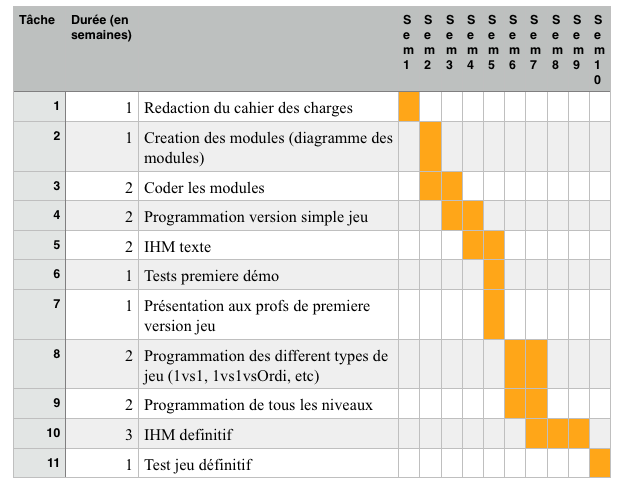 Tâche Durée (en semaines) Sem1 Sem2 Sem3 Sem4 Sem5 Sem6 Sem7 Sem8 Sem9 Sem10
1 1 Redaction du cahier des charges
2 1 Creation des modules (diagramme des
modules)
3 2 Coder les modules
4 2 Programmation version simple jeu
5 2 IHM texte
6 1 Tests premiere démo
7 1 Présentation aux profs de premiere
version jeu
8 2 Programmation des different types de
jeu (1vs1, 1vs1vsOrdi, etc)
9 2 Programmation de tous les niveaux
10 3 IHM definitif
11 1 Test jeu définitif